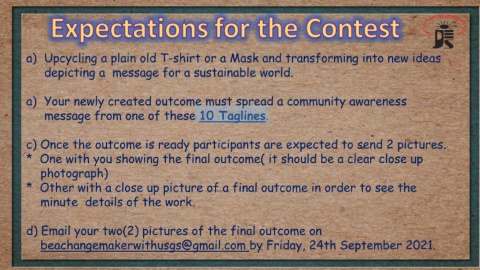 Expectations for the Contest
a) Upcycling a plain old T-shirt or a Mask and transforming into new ideas
depicting a message for a sustainable world.
a) Your newly created outcome must spread a community awareness
message from one of these 10 Taglines.
c) Once the outcome is ready participants are expected to send 2 pictures.
* One with you showing the final outcome( it should be a clear close up
photograph)
* Other with a close up picture of a final outcome in order to see the
minute details of the work.
d) Email your two(2) pictures of the final outcome on
beachangemakerwithusgs@gmail.com by Friday, 24th September 2021.